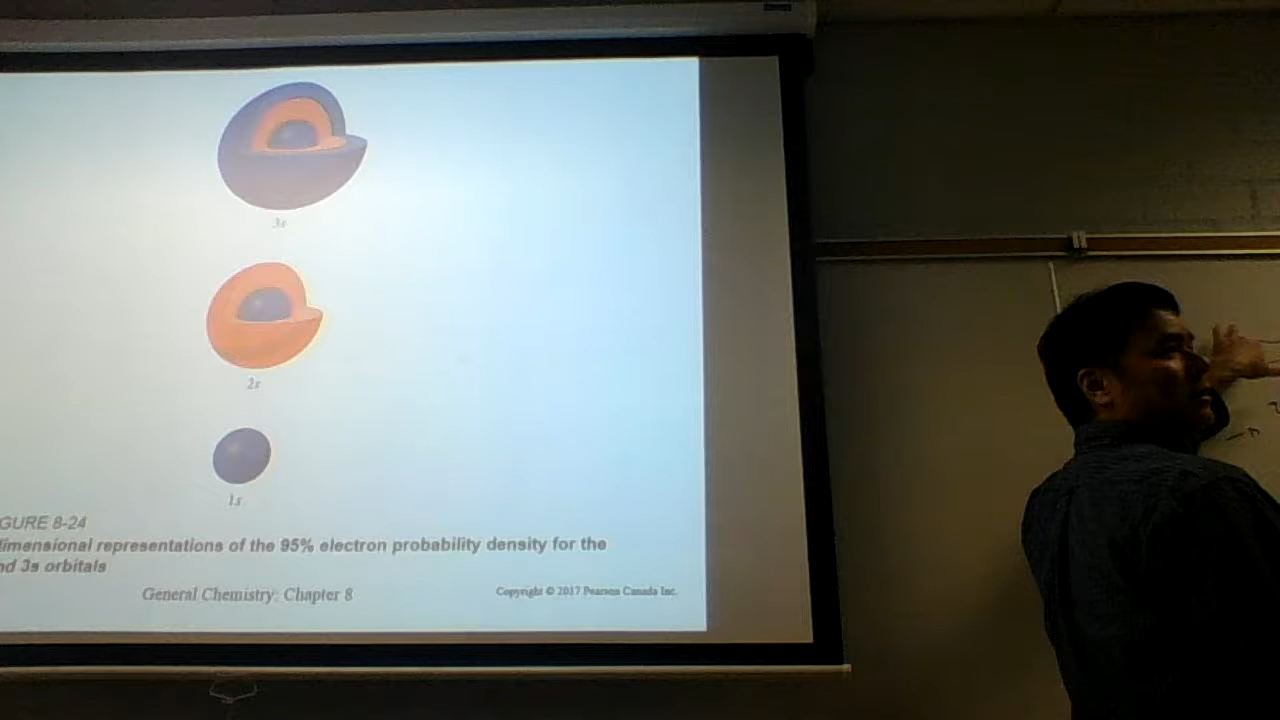 3s
2s
1s
GURE 8-24
dimensional representations of the 95% electron probability density for the
nd 3s orbitals
General Chemistry: Chapter 8
Copyright © 2017 Pearson Canada Inc.